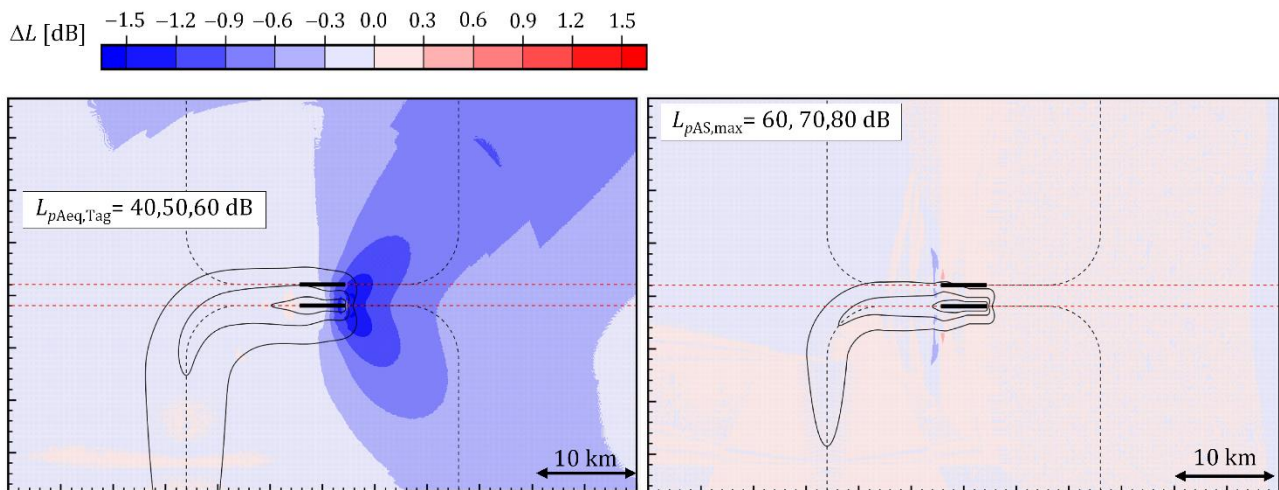 ΔL [dB]
−1.5 −1.2 −0.9 −0.6 −0.3 0.0 0.3 0.6 0.9 1.2 1.5
LpAeq,Tag= 40,50,60 dB
10 km
LpAS,max= 60, 70,80 dB
10 km